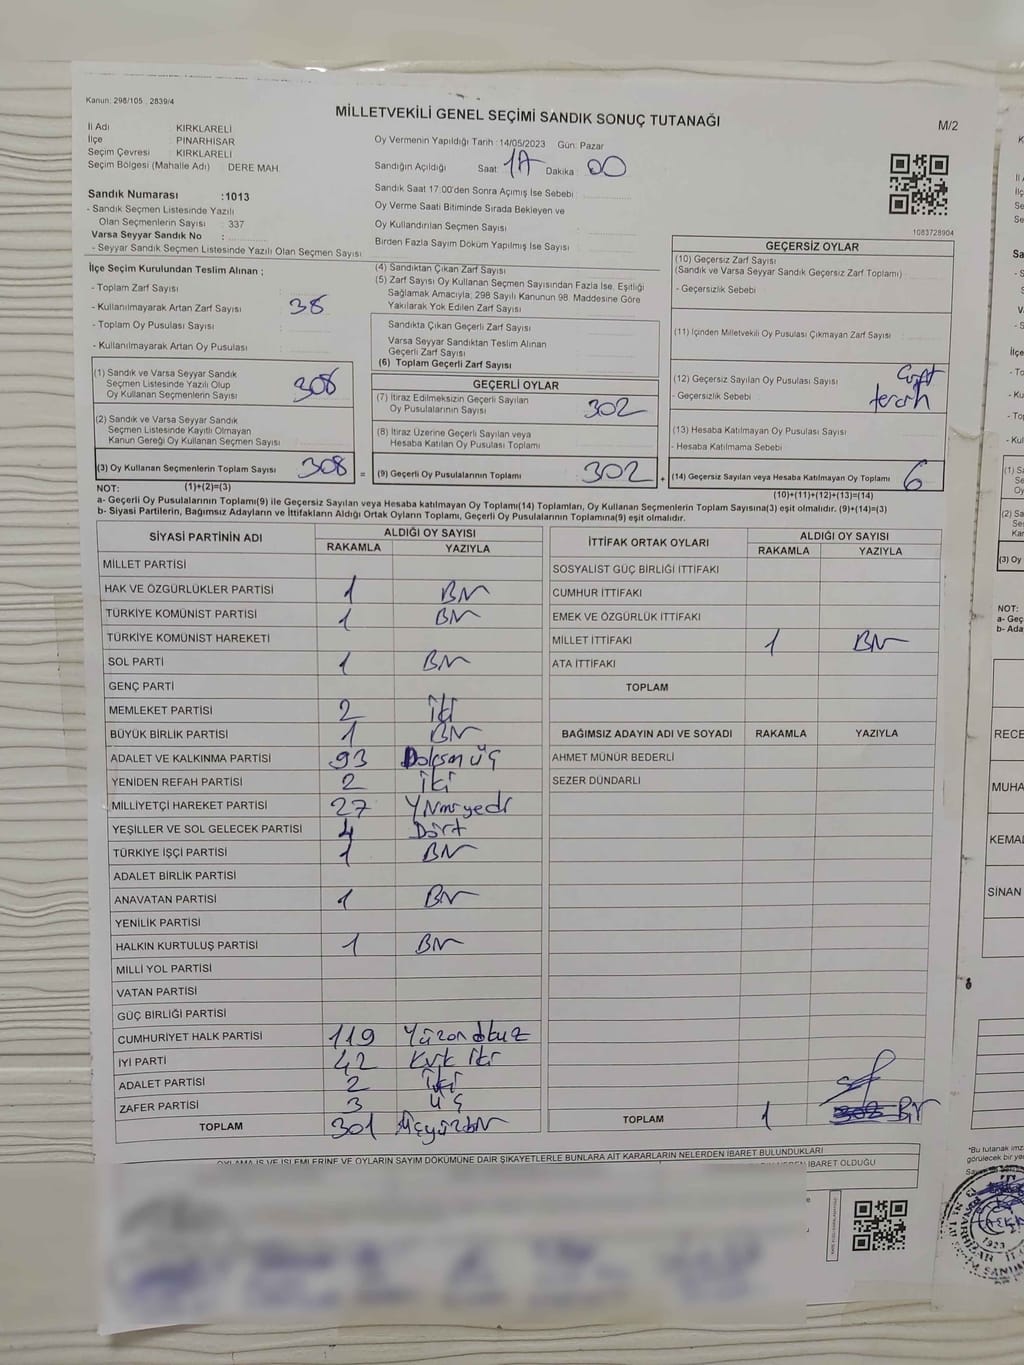 Kanun: 298/105 . 2839/4
MİLLETVEKİLİ GENEL SEÇİMİ SANDIK SONUÇ TUTANAĞI
M/2
İl Adı : KIRKLARELİ
İlçe : PINARHİSAR
Seçim Çevresi : KIRKLARELİ
Seçim Bölgesi (Mahalle Adı) DERE MAH.
Sandık Numarası :1013
- Sandık Seçmen Listesinde Yazılı
Olan Seçmenlerin Sayısı : 337
Varsa Seyyar Sandık No :
- Seyyar Sandık Seçmen Listesinde Yazılı Olan Seçmen Sayısı
Oy Vermenin Yapıldığı Tarih : 14/05/2023 Gün: Pazar
Sandığın Açıldığı Saat 17 Dakika : 00
Sandık Saat 17:00'den Sonra Açımış İse Sebebi :
Oy Verme Saati Bitiminde Sırada Bekleyen ve
Oy Kullandırılan Seçmen Sayısı :
Birden Fazla Sayım Döküm Yapılmış İse Sayısı :
1083728904
İlçe Seçim Kurulundan Teslim Alınan ;
- Toplam Zarf Sayısı :
- Kullanılmayarak Artan Zarf Sayısı : 38
- Toplam Oy Pusulası Sayısı :
- Kullanılmayarak Artan Oy Pusulası :
(4) Sandıktan Çıkan Zarf Sayısı
(5) Zarf Sayısı Oy Kullanan Seçmen Sayısından Fazla İse, Eşitliği
Sağlamak Amacıyla, 298 Sayılı Kanunun 98. Maddesine Göre
Yakılarak Yok Edilen Zarf Sayısı
Sandıkta Çıkan Geçerli Zarf Sayısı
Varsa Seyyar Sandıktan Teslim Alınan
Geçerli Zarf Sayısı
(6) Toplam Geçerli Zarf Sayısı
GEÇERSİZ OYLAR
(10) Geçersiz Zarf Sayısı
(Sandık ve Varsa Seyyar Sandık Geçersiz Zarf Toplamı)
- Geçersizlik Sebebi
(11) İçinden Milletvekili Oy Pusulası Çıkmayan Zarf Sayısı
(12) Geçersiz Sayılan Oy Pusulası Sayısı
- Geçersizlik Sebebi
Çift
tercih
(13) Hesaba Katılmayan Oy Pusulası Sayısı
- Hesaba Katılmama Sebebi
(14) Geçersiz Sayılan veya Hesaba Katılmayan Oy Toplamı 6
(10)+(11)+(12)+(13)=(14)
(1) Sandık ve Varsa Seyyar Sandık
Seçmen Listesinde Yazılı Olup
Oy Kullanan Seçmenlerin Sayısı 308
(2) Sandık ve Varsa Seyyar Sandık
Seçmen Listesinde Kayıtlı Olmayan
Kanun Gereği Oy Kullanan Seçmen Sayısı
(3) Oy Kullanan Seçmenlerin Toplam Sayısı 308 =
(1)+(2)=(3)
GEÇERLİ OYLAR
(7) İtiraz Edilmeksizin Geçerli Sayılan
Oy Pusulalarının Sayısı 302
(8) İtiraz Üzerine Geçerli Sayılan veya
Hesaba Katılan Oy Pusulası Toplamı
(9) Geçerli Oy Pusulalarının Toplamı 302 +
NOT:
a- Geçerli Oy Pusulalarının Toplamı(9) ile Geçersiz Sayılan veya Hesaba katılmayan Oy Toplamı(14) Toplamları, Oy Kullanan Seçmenlerin Toplam Sayısına(3) eşit olmalıdır. (9)+(14)=(3)
b- Siyasi Partilerin, Bağımsız Adayların ve İttifakların Aldığı Ortak Oyların Toplamı, Geçerli Oy Pusulalarının Toplamına(9) eşit olmalıdır.
SİYASİ PARTİNİN ADI ALDIĞI OY SAYISI
RAKAMLA YAZIYLA
MİLLET PARTİSİ
HAK VE ÖZGÜRLÜKLER PARTİSİ 1 Bir
TÜRKİYE KOMÜNİST PARTİSİ 1 Bir
TÜRKİYE KOMÜNİST HAREKETİ
SOL PARTİ 1 Bir
GENÇ PARTİ
MEMLEKET PARTİSİ 2 İki
BÜYÜK BİRLİK PARTİSİ 1 Bir
ADALET VE KALKINMA PARTİSİ 93 Doksan üç
YENİDEN REFAH PARTİSİ 2 iki
MİLLİYETÇİ HAREKET PARTİSİ 27 Yirmiyedi
YEŞİLLER VE SOL GELECEK PARTİSİ 4 Dört
TÜRKİYE İŞÇİ PARTİSİ 1 Bir
ADALET BİRLİK PARTİSİ
ANAVATAN PARTİSİ 1 Bir
YENİLİK PARTİSİ
HALKIN KURTULUŞ PARTİSİ 1 Bir
MİLLİ YOL PARTİSİ
VATAN PARTİSİ
GÜÇ BİRLİĞİ PARTİSİ
CUMHURİYET HALK PARTİSİ 119 Yüzondokuz
İYİ PARTİ 42 Kırk iki
ADALET PARTİSİ 2 iki
ZAFER PARTİSİ 3 üç
TOPLAM 301 Üçyüzbir
İTTİFAK ORTAK OYLARI ALDIĞI OY SAYISI
RAKAMLA YAZIYLA
SOSYALİST GÜÇ BİRLİĞİ İTTİFAKI
CUMHUR İTTİFAKI
EMEK VE ÖZGÜRLÜK İTTİFAKI
MİLLET İTTİFAKI 1 Bir
ATA İTTİFAKI
TOPLAM
BAĞIMSIZ ADAYIN ADI VE SOYADI RAKAMLA YAZIYLA
AHMET MÜNÜR BEDERLİ
SEZER DÜNDARLI
TOPLAM 1 Bir
RECE
MUHA
KEMAL
SİNAN
NOT:
a- Geç
b- Ada
(3) Oy